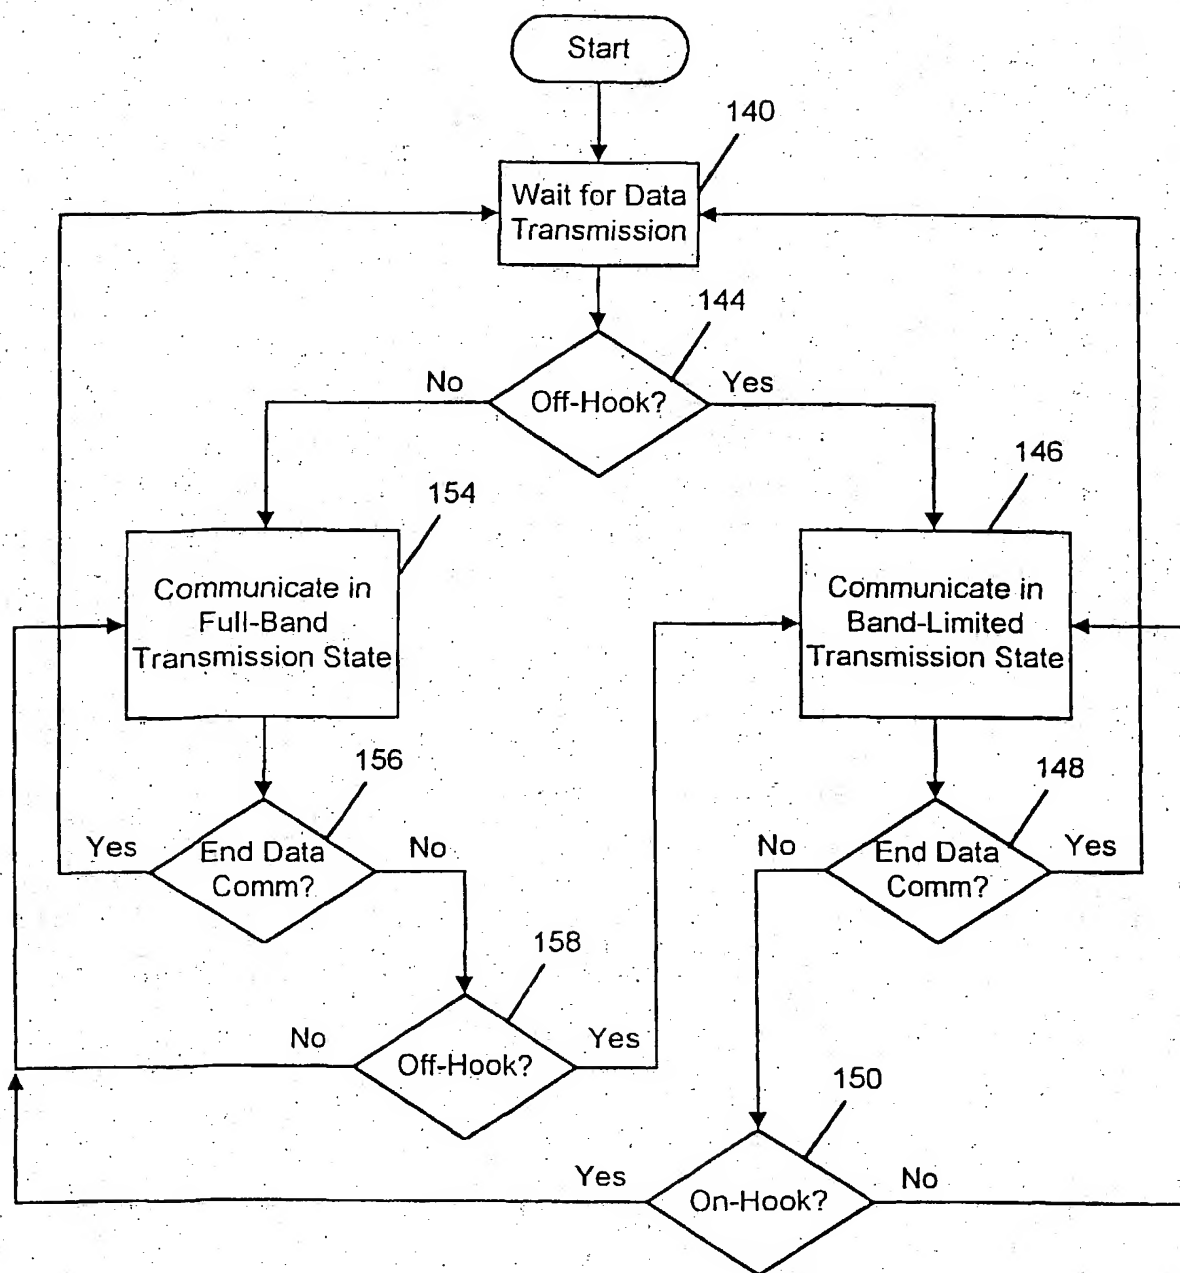 Start
140
Wait for Data
Transmission
144
No
Yes
Off-Hook?
146
154
Communicate in
Full-Band
Transmission State
Communicate in
Band-Limited
Transmission State
156
148
Yes
End Data
Comm?
No
No
End Data
Comm?
Yes
158
No
Off-Hook?
Yes
150
Yes
On-Hook?
No